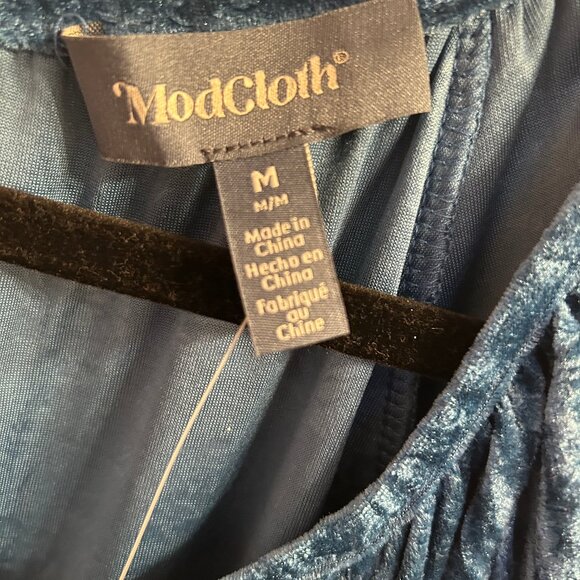 ModCloth®
M
M/M
Made in
China
Hecho en
China
Fabriqué
au
Chine